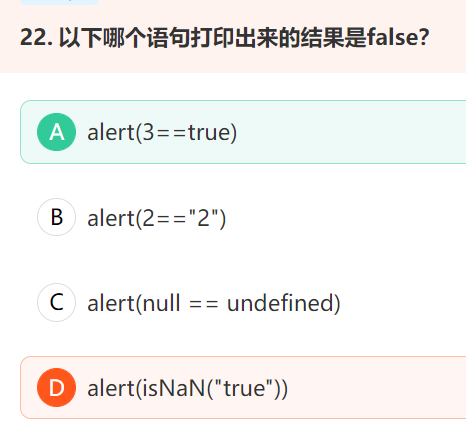 22. 以下哪个语句打印出来的结果是false?
A alert(3==true)
B alert(2=="2")
C alert(null == undefined)
D alert(isNaN("true"))